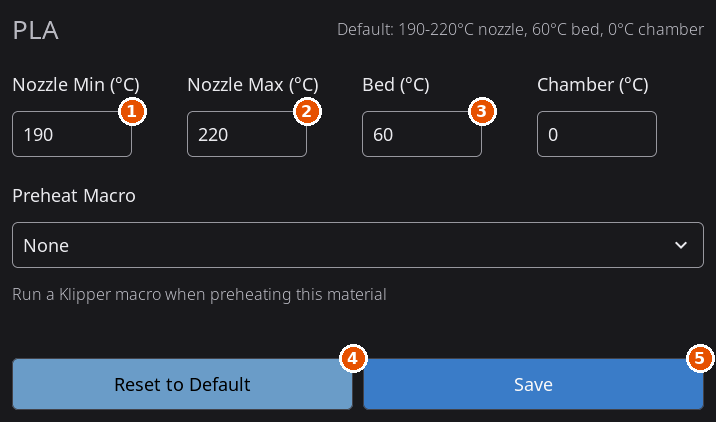 PLA
Default: 190-220°C nozzle, 60°C bed, 0°C chamber
Nozzle Min (°C) Nozzle Max (°C) Bed (°C) Chamber (°C)
1 2 3
190 220 60 0
Preheat Macro
None
Run a Klipper macro when preheating this material
4 5
Reset to Default Save